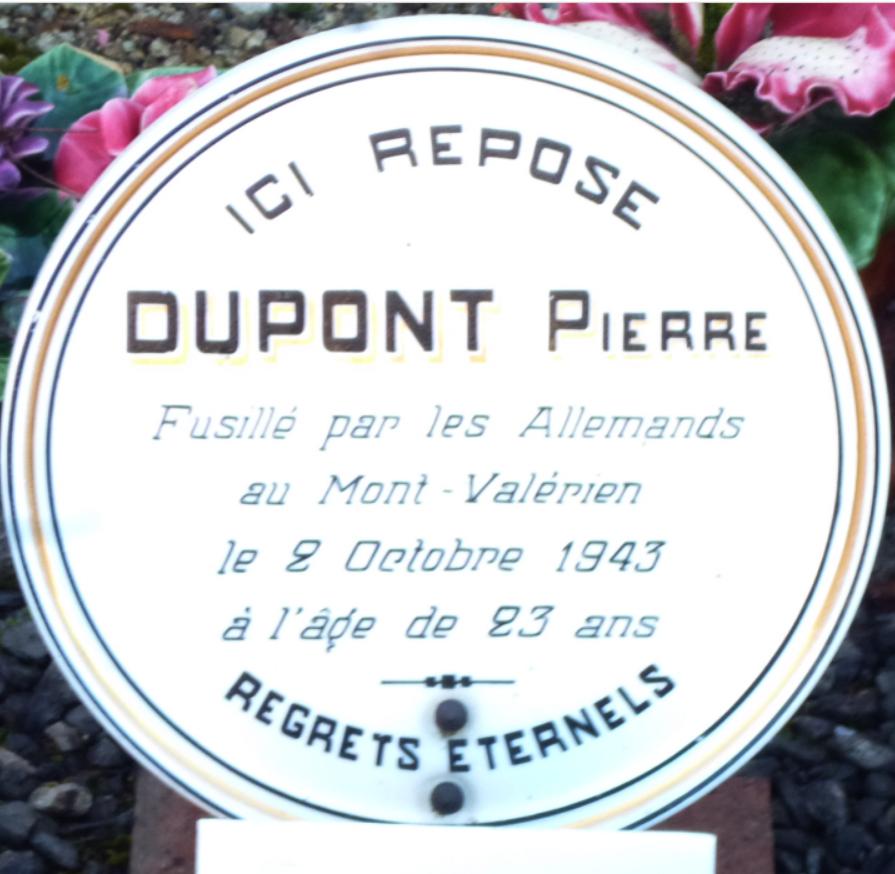 ICI REPOSE
DUPONT PIERRE
Fusillé par les Allemands
au Mont-Valérien
le 2 Octobre 1943
à l'âge de 23 ans
REGRETS ETERNELS